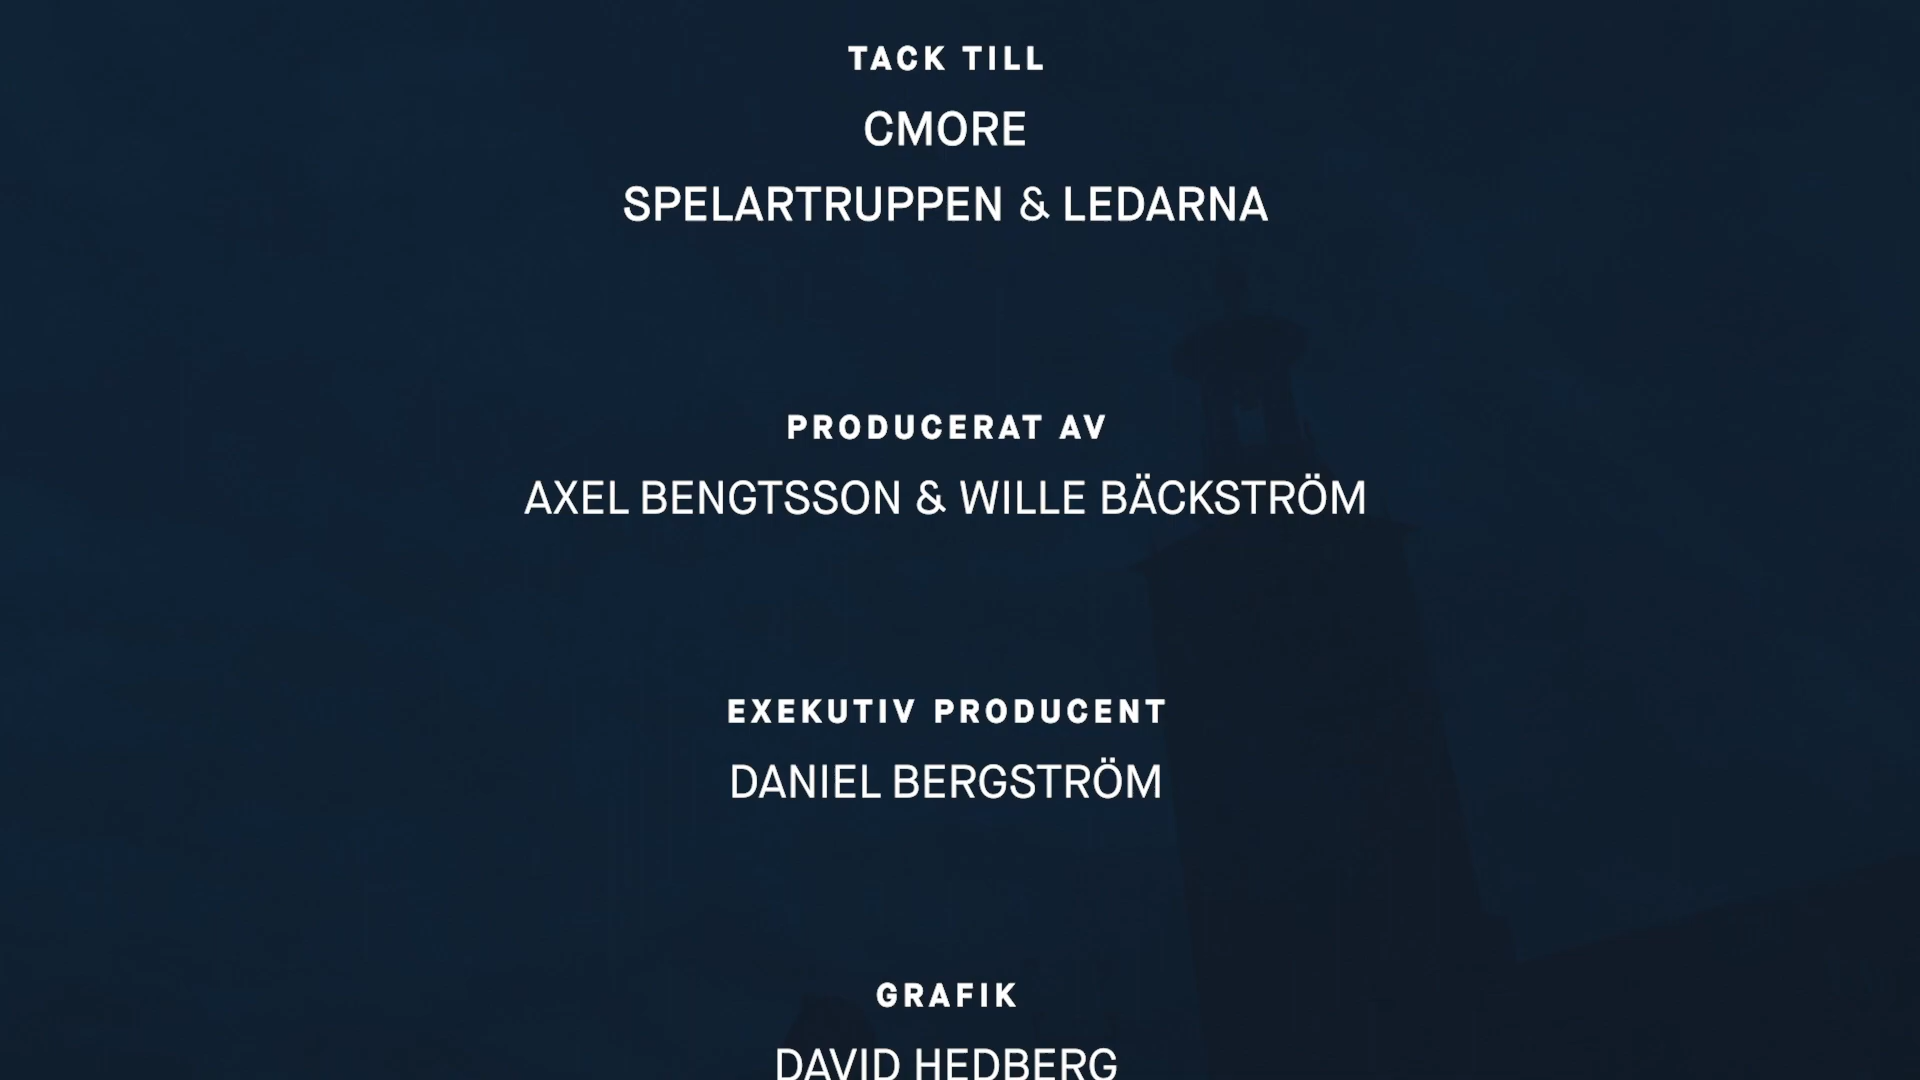 TACK TILL
CMORE
SPELARTRUPPEN & LEDARNA
PRODUCERAT AV
AXEL BENGTSSON & WILLE BÄCKSTRÖM
EXEKUTIV PRODUCENT
DANIEL BERGSTRÖM
GRAFIK
DAVID HEDBERG